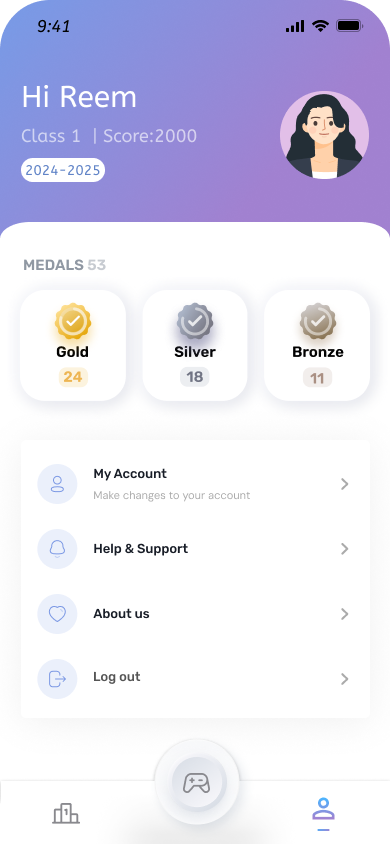 9:41
Hi Reem
Class 1 | Score:2000
2024-2025
MEDALS 53
Gold Silver Bronze
24 18 11
My Account
Make changes to your account
Help & Support
About us
Log out
1